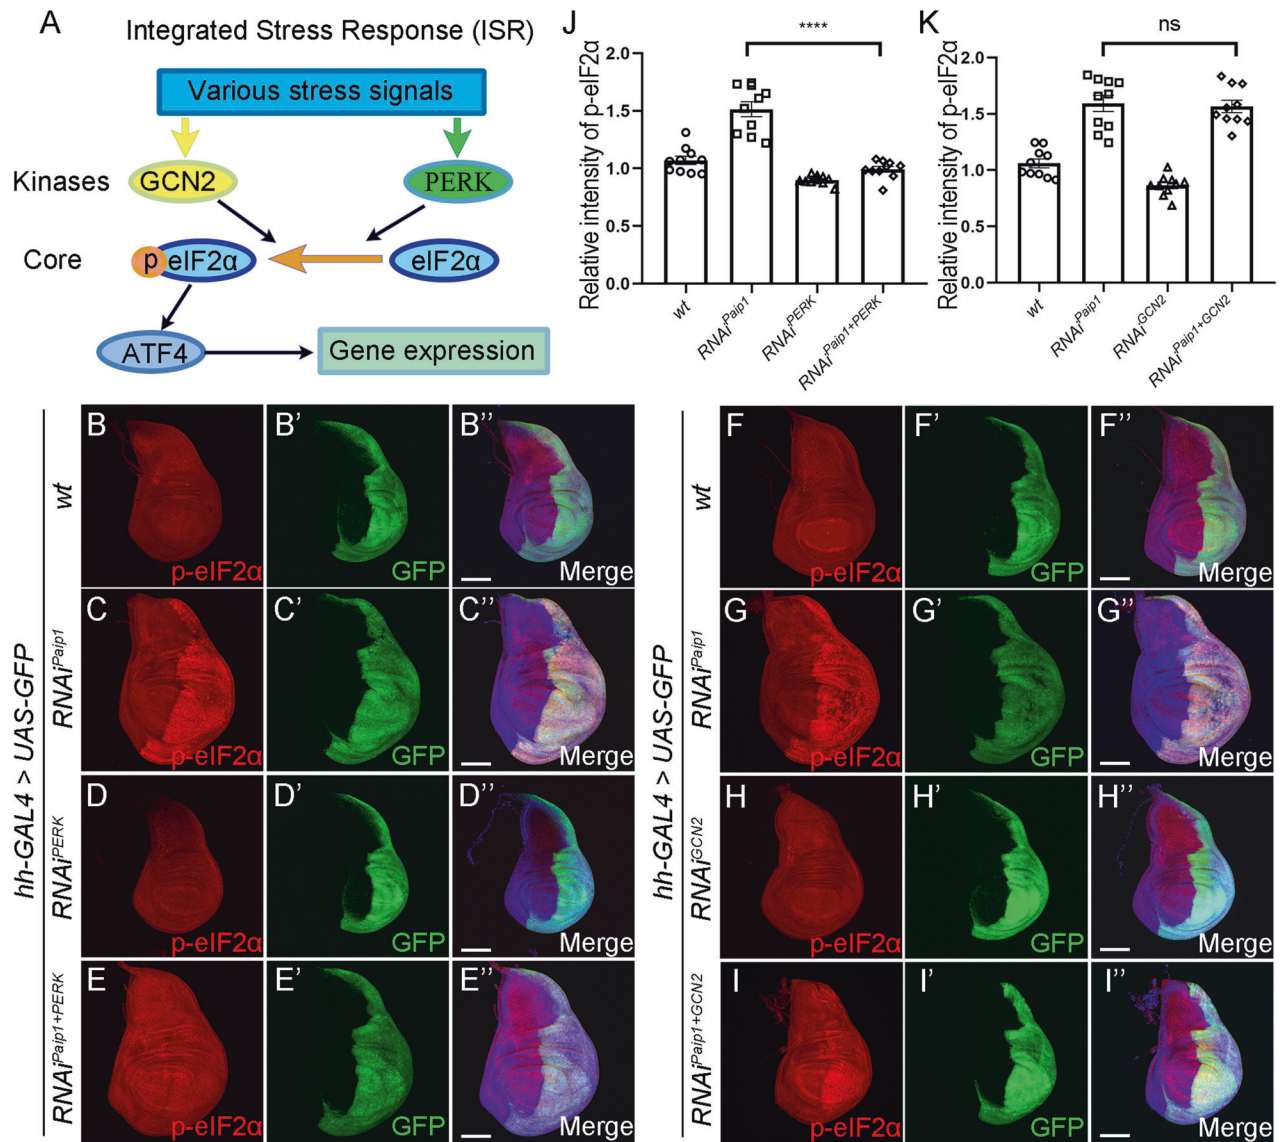 A
Integrated Stress Response (ISR)
Various stress signals
Kinases
GCN2
PERK
Core
p
eIF2α
eIF2α
ATF4
Gene expression
J
****
Relative intensity of p-eIF2α
2.0
1.5
1.0
0.5
0.0
wt
RNAi^Paip1
RNAi^PERK
RNAi^Paip1+PERK
K
ns
Relative intensity of p-eIF2α
2.0
1.5
1.0
0.5
0.0
wt
RNAi^Paip1
RNAi^GCN2
RNAi^Paip1+GCN2
hh-GAL4 > UAS-GFP
wt
B
p-eIF2α
B'
GFP
B''
Merge
RNAi^Paip1
C
p-eIF2α
C'
GFP
C''
Merge
RNAi^PERK
D
p-eIF2α
D'
GFP
D''
Merge
RNAi^Paip1+PERK
E
p-eIF2α
E'
GFP
E''
Merge
hh-GAL4 > UAS-GFP
wt
F
p-eIF2α
F'
GFP
F''
Merge
RNAi^Paip1
G
p-eIF2α
G'
GFP
G''
Merge
RNAi^GCN2
H
p-eIF2α
H'
GFP
H''
Merge
RNAi^Paip1+GCN2
I
p-eIF2α
I'
GFP
I''
Merge